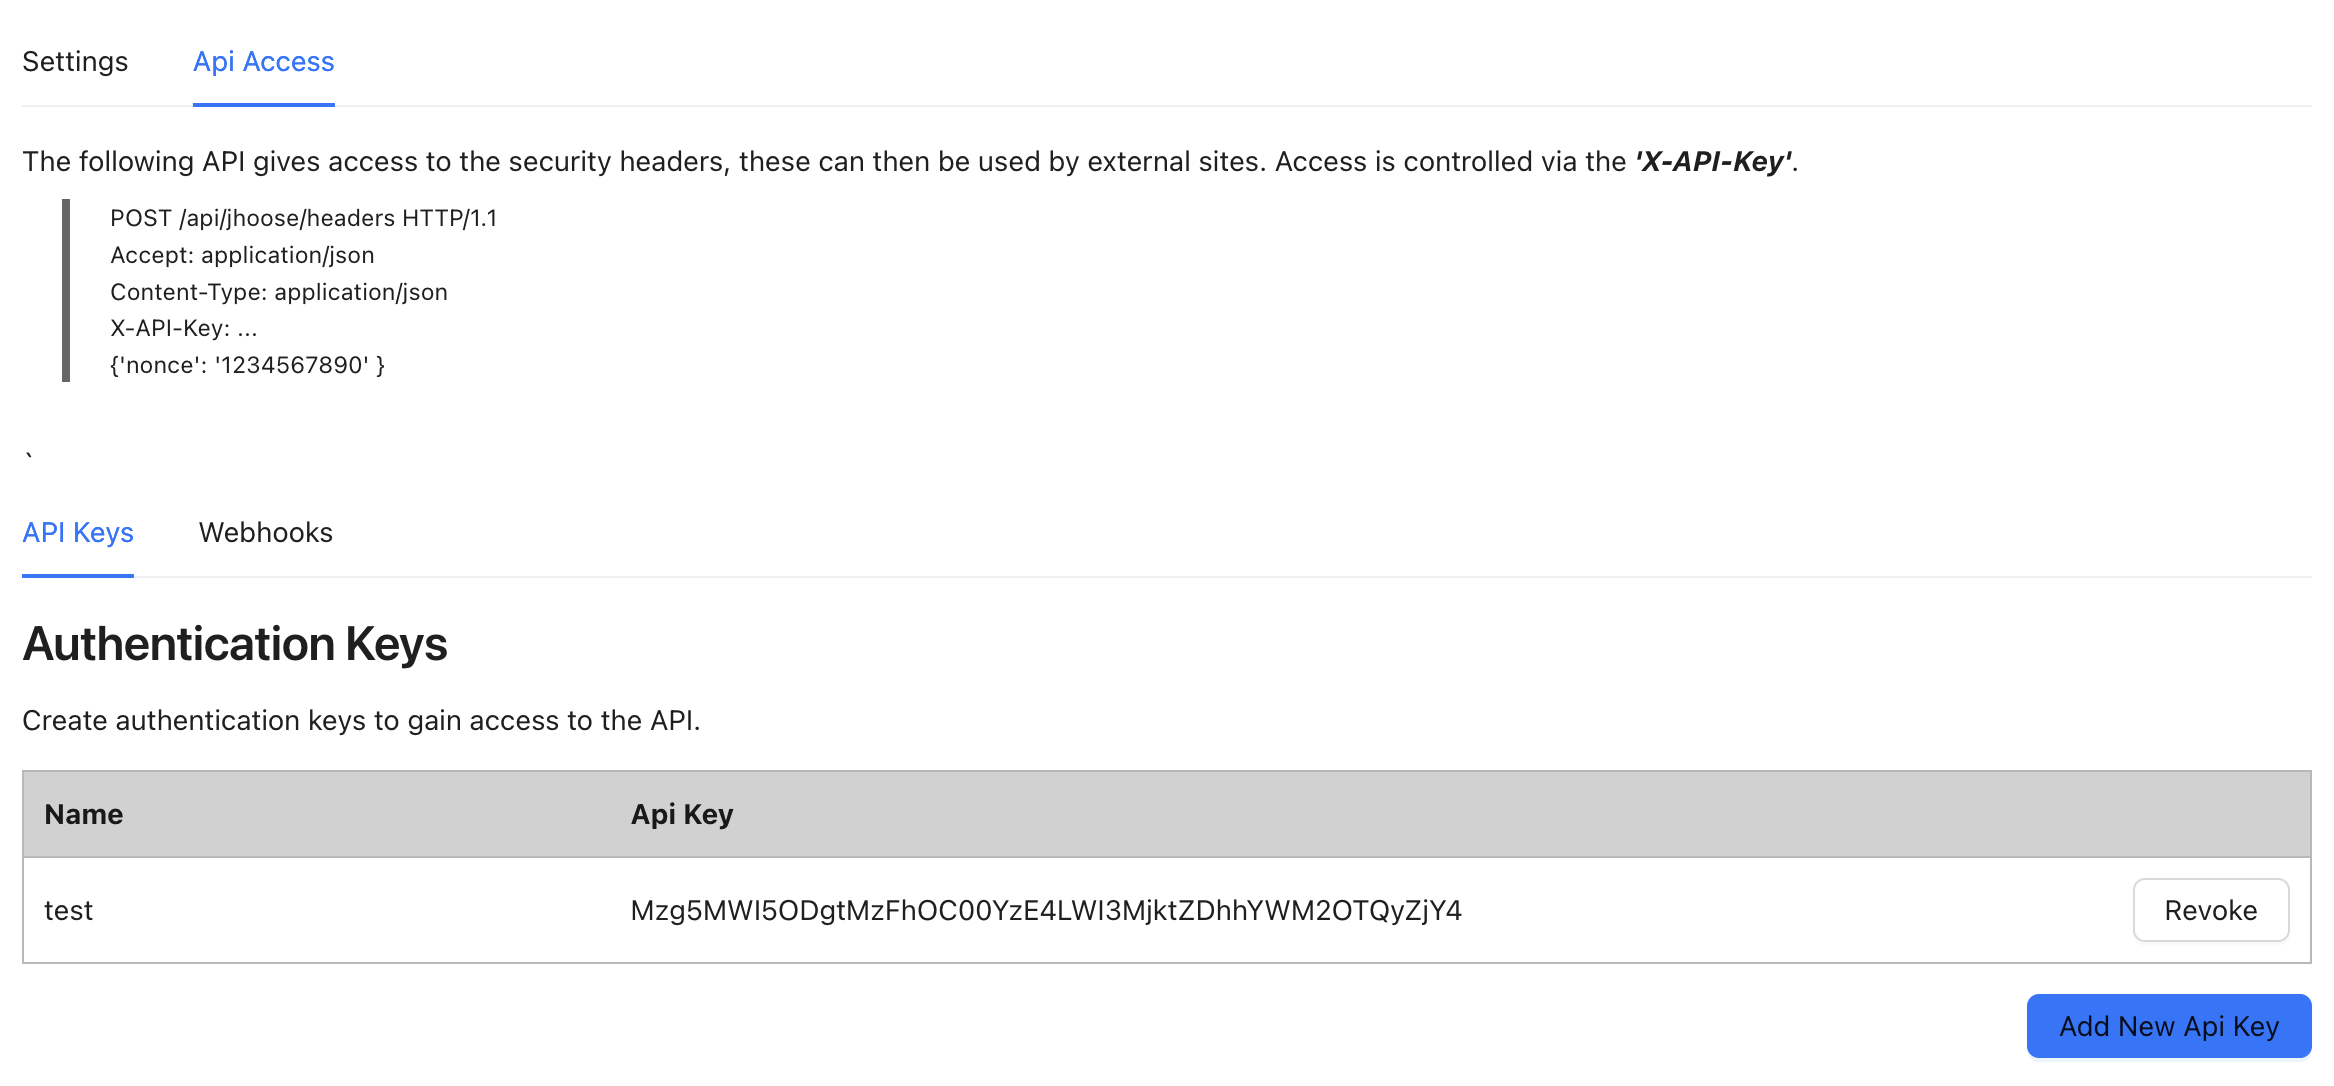 Settings Api Access
The following API gives access to the security headers, these can then be used by external sites. Access is controlled via the 'X-API-Key'.
POST /api/jhoose/headers HTTP/1.1
Accept: application/json
Content-Type: application/json
X-API-Key: ...
{'nonce': '1234567890' }
`
API Keys Webhooks
Authentication Keys
Create authentication keys to gain access to the API.
Name Api Key
test Mzg5MWI5ODgtMzFhOC00YzE4LWI3MjktZDhhYWM2OTQyZjY4 Revoke
Add New Api Key